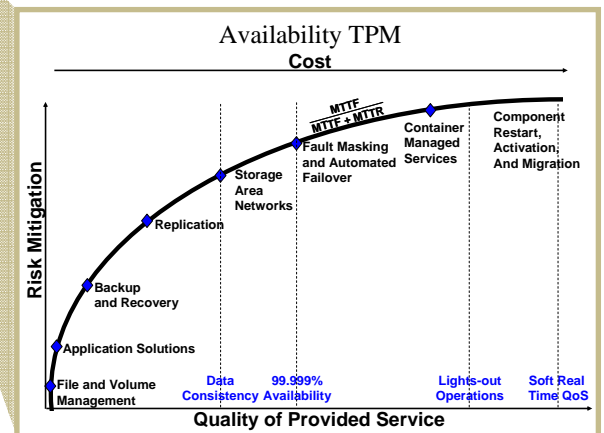 Availability TPM
Cost
MTTF
MTTF + MTTR
Component
Restart,
Activation,
And Migration
Container
Managed
Services
Fault Masking
and Automated
Failover
Storage
Area
Networks
Replication
Backup
and Recovery
Application Solutions
File and Volume
Management
Risk Mitigation
Data
Consistency
99.999%
Availability
Lights-out
Operations
Soft Real
Time QoS
Quality of Provided Service